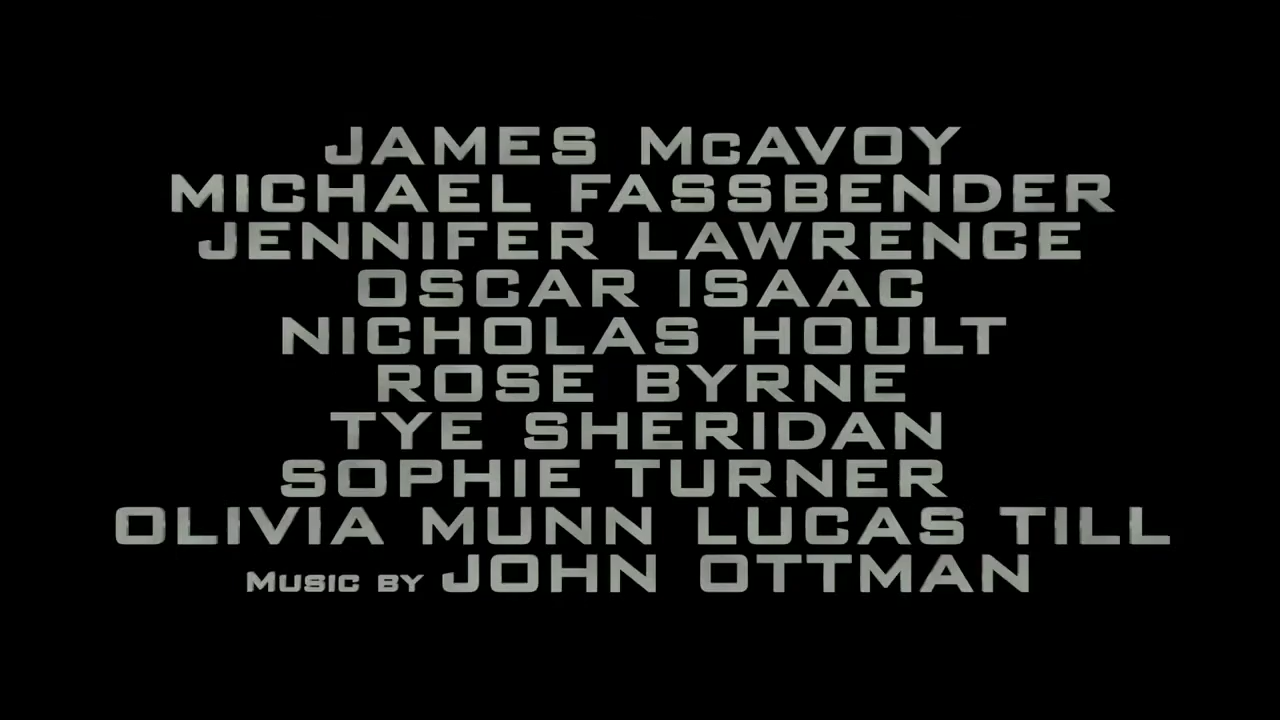 JAMES McAVOY
MICHAEL FASSBENDER
JENNIFER LAWRENCE
OSCAR ISAAC
NICHOLAS HOULT
ROSE BYRNE
TYE SHERIDAN
SOPHIE TURNER
OLIVIA MUNN LUCAS TILL
MUSIC BY JOHN OTTMAN